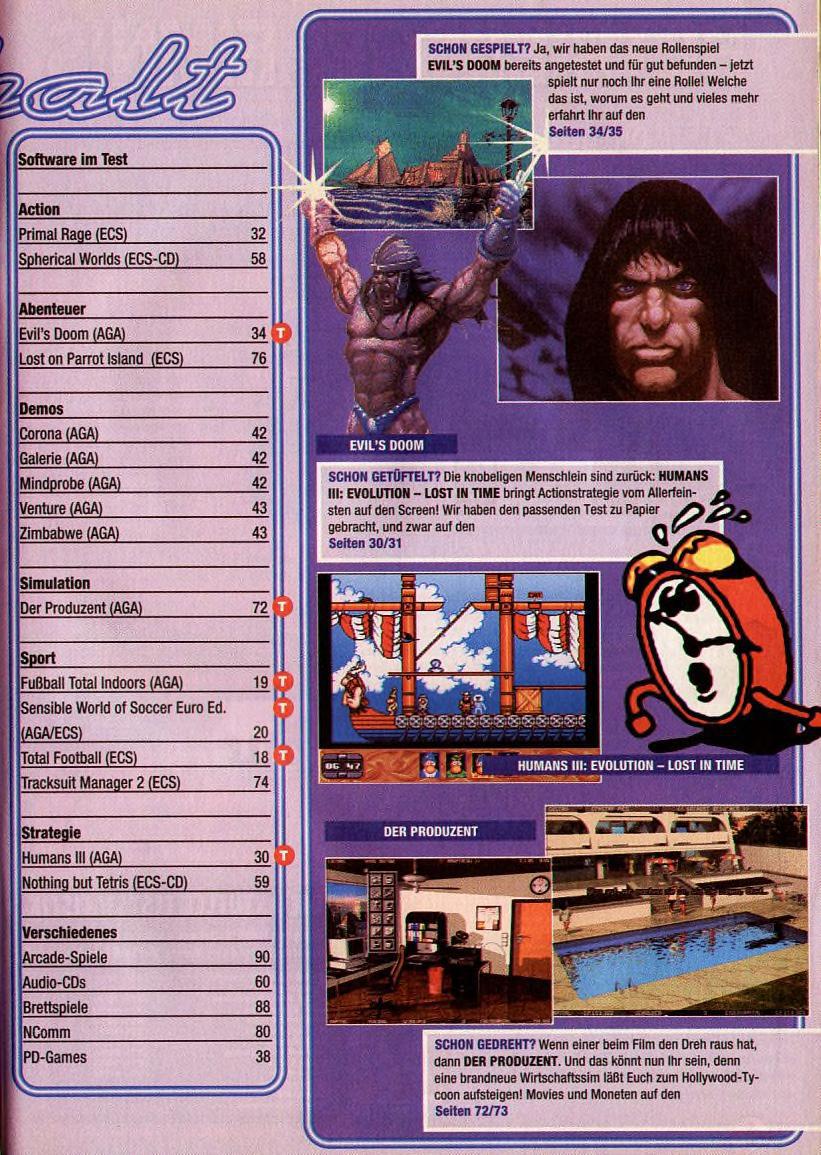 halt
Software im Test
Action
Primal Rage (ECS) 32
Spherical Worlds (ECS-CD) 58
Abenteuer
Evil's Doom (AGA) 34 T
Lost on Parrot Island (ECS) 76
Demos
Corona (AGA) 42
Galerie (AGA) 42
Mindprobe (AGA) 42
Venture (AGA) 43
Zimbabwe (AGA) 43
Simulation
Der Produzent (AGA) 72 T
Sport
Fußball Total Indoors (AGA) 19 T
Sensible World of Soccer Euro Ed. T
(AGA/ECS) 20
Total Football (ECS) 18 T
Tracksuit Manager 2 (ECS) 74
Strategie
Humans III (AGA) 30 T
Nothing but Tetris (ECS-CD) 59
Verschiedenes
Arcade-Spiele 90
Audio-CDs 60
Brettspiele 88
NComm 80
PD-Games 38
SCHON GESPIELT? Ja, wir haben das neue Rollenspiel
EVIL'S DOOM bereits angetestet und für gut befunden – jetzt
spielt nur noch Ihr eine Rolle! Welche
das ist, worum es geht und vieles mehr
erfahrt Ihr auf den
Seiten 34/35
EVIL'S DOOM
SCHON GETÜFTELT? Die knobeligen Menschlein sind zurück: HUMANS
III: EVOLUTION – LOST IN TIME bringt Actionstrategie vom Allerfein-
sten auf den Screen! Wir haben den passenden Test zu Papier
gebracht, und zwar auf den
Seiten 30/31
06 47
HUMANS III: EVOLUTION – LOST IN TIME
DER PRODUZENT
SCHON GEDREHT? Wenn einer beim Film den Dreh raus hat,
dann DER PRODUZENT. Und das könnt nun Ihr sein, denn
eine brandneue Wirtschaftssim läßt Euch zum Hollywood-Ty-
coon aufsteigen! Movies und Moneten auf den
Seiten 72/73